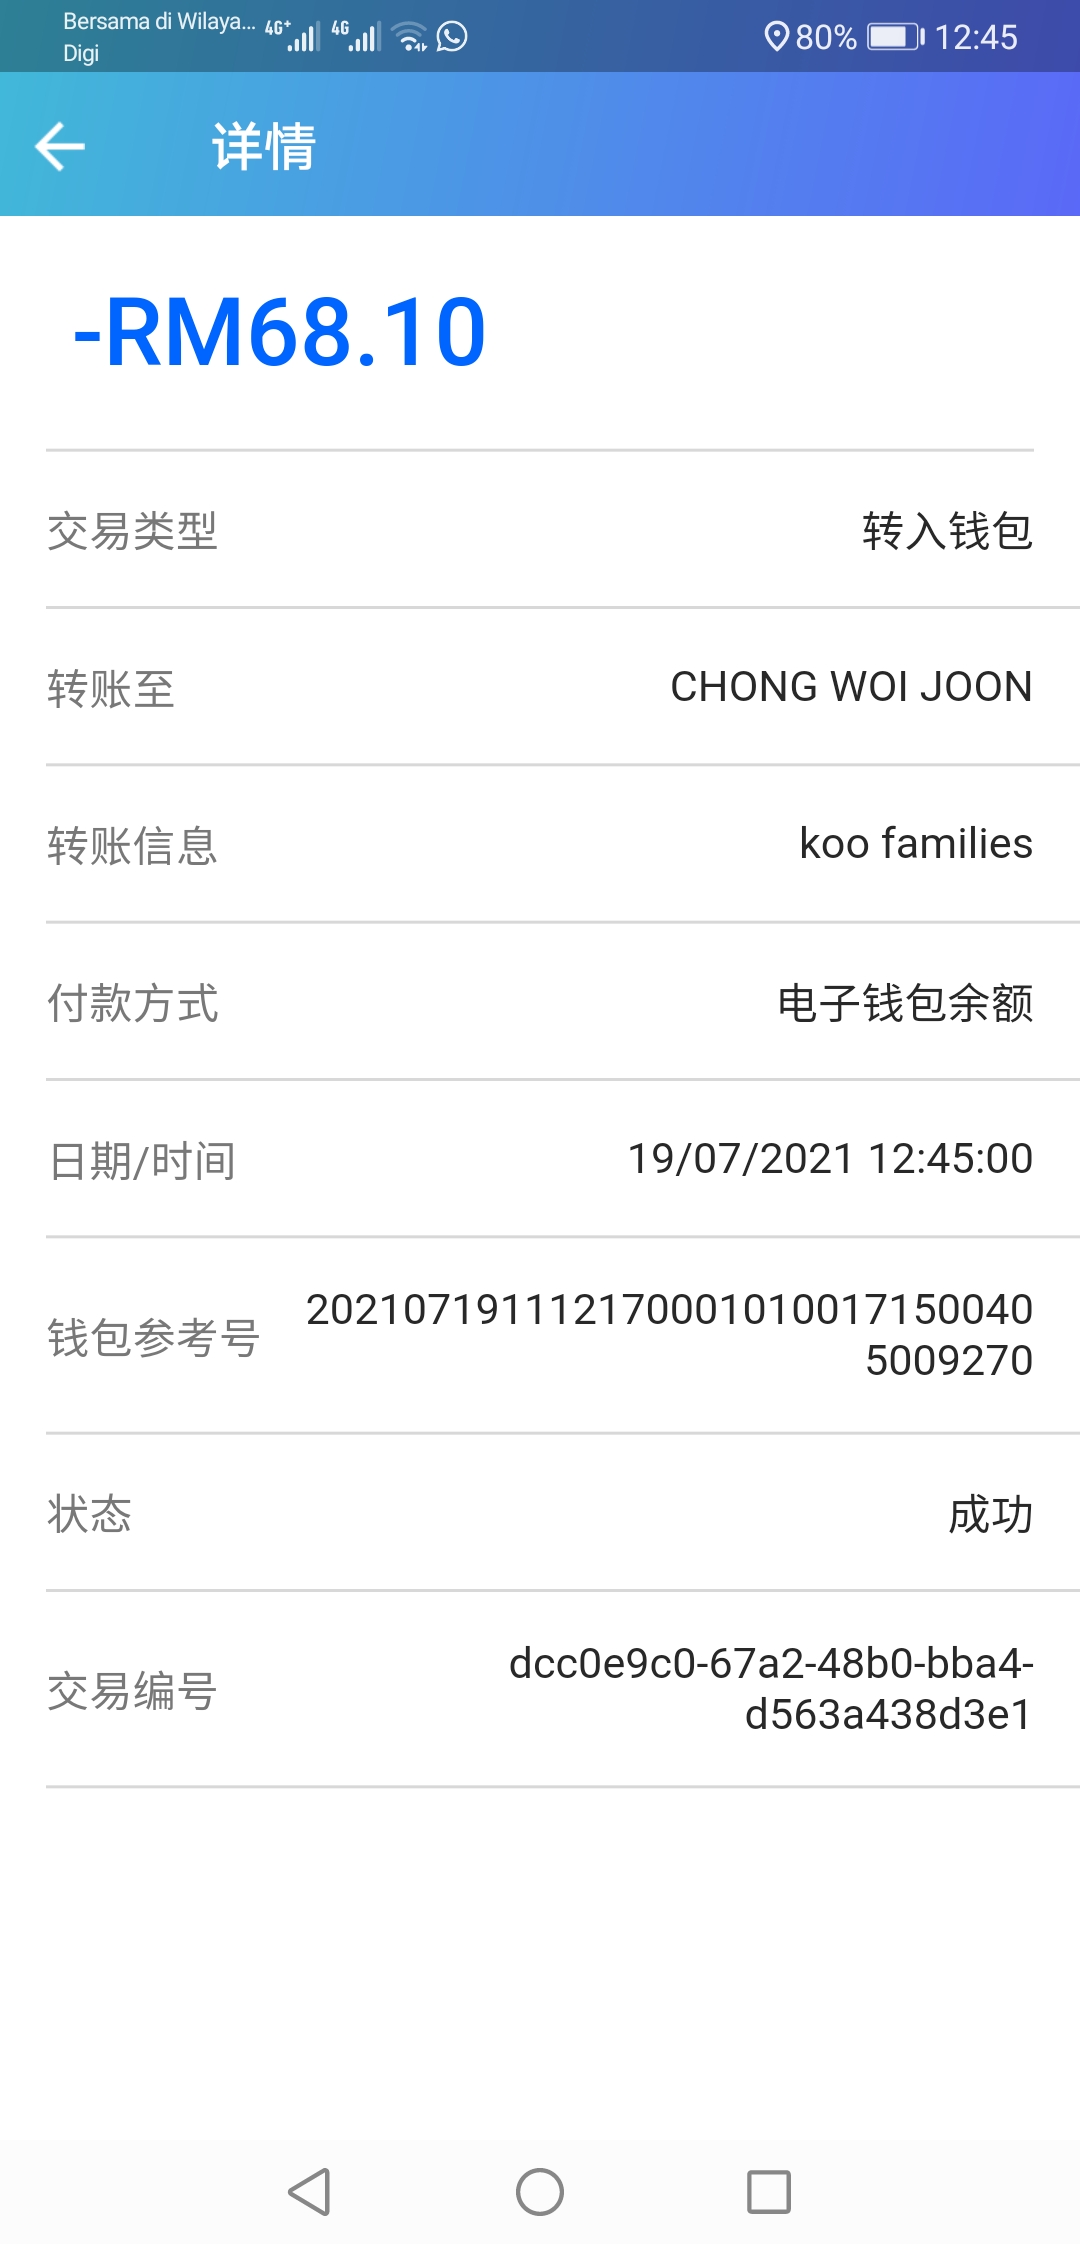 Bersama di Wilaya... 4G+ 4G 80% 12:45
Digi
详情
-RM68.10
交易类型 转入钱包
转账至 CHONG WOI JOON
转账信息 koo families
付款方式 电子钱包余额
日期/时间 19/07/2021 12:45:00
钱包参考号 202107191112170001010017150040
5009270
状态 成功
交易编号 dcc0e9c0-67a2-48b0-bba4-
d563a438d3e1